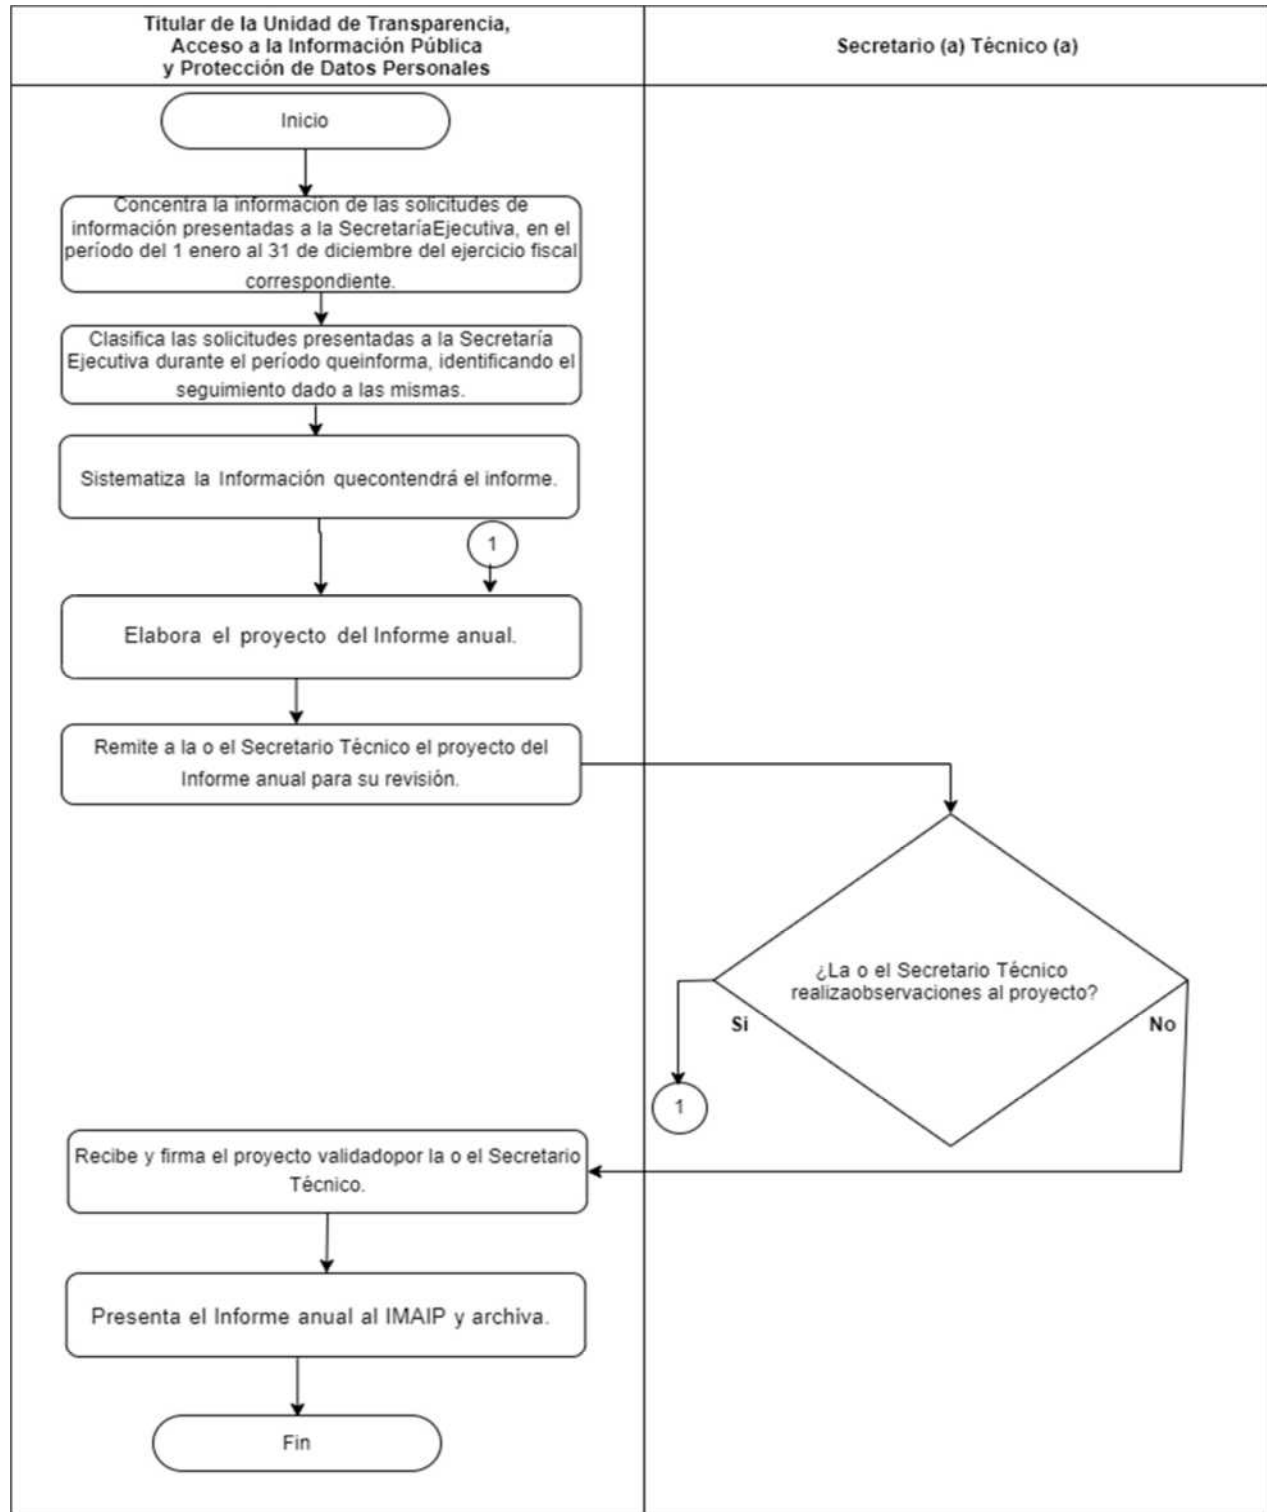 Titular de la Unidad de Transparencia,
Acceso a la Información Pública
y Protección de Datos Personales
Secretario (a) Técnico (a)
Inicio
Concentra la información de las solicitudes de
información presentadas a la SecretaríaEjecutiva, en el
período del 1 enero al 31 de diciembre del ejercicio fiscal
correspondiente.
Clasifica las solicitudes presentadas a la Secretaría
Ejecutiva durante el período queinforma, identificando el
seguimiento dado a las mismas.
Sistematiza la Información quecontendrá el informe.
1
Elabora el proyecto del Informe anual.
Remite a la o el Secretario Técnico el proyecto del
Informe anual para su revisión.
¿La o el Secretario Técnico
realizaobservaciones al proyecto?
Si
No
1
Recibe y firma el proyecto validadopor la o el Secretario
Técnico.
Presenta el Informe anual al IMAIP y archiva.
Fin